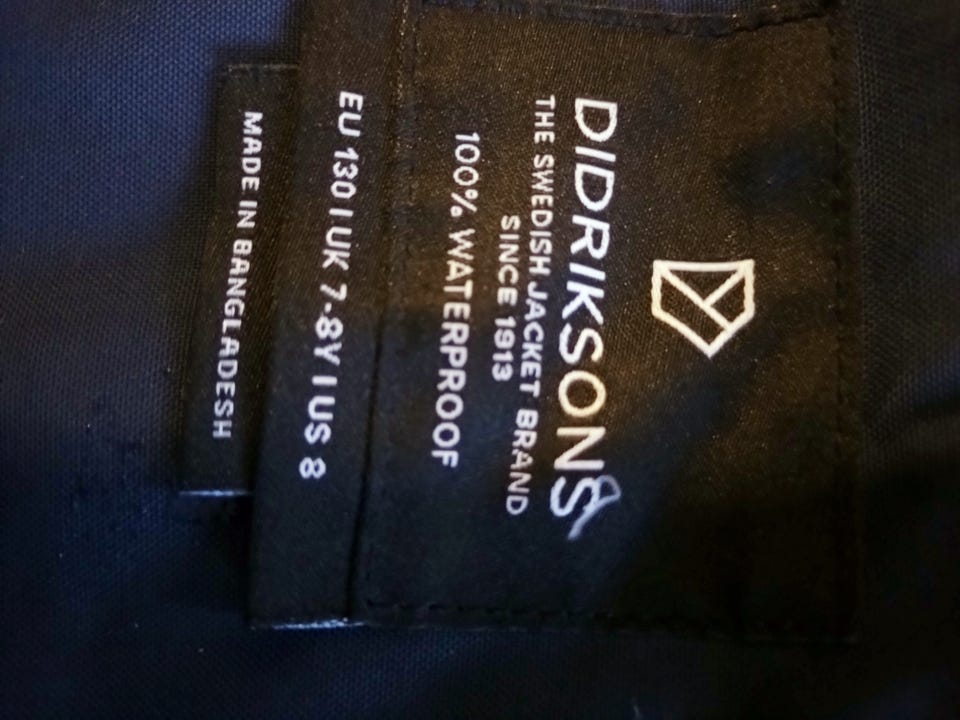 DIDRIKSONS
THE SWEDISH JACKET BRAND
SINCE 1913
100% WATERPROOF
EU 130 | UK 7-8Y | US 8
MADE IN BANGLADESH